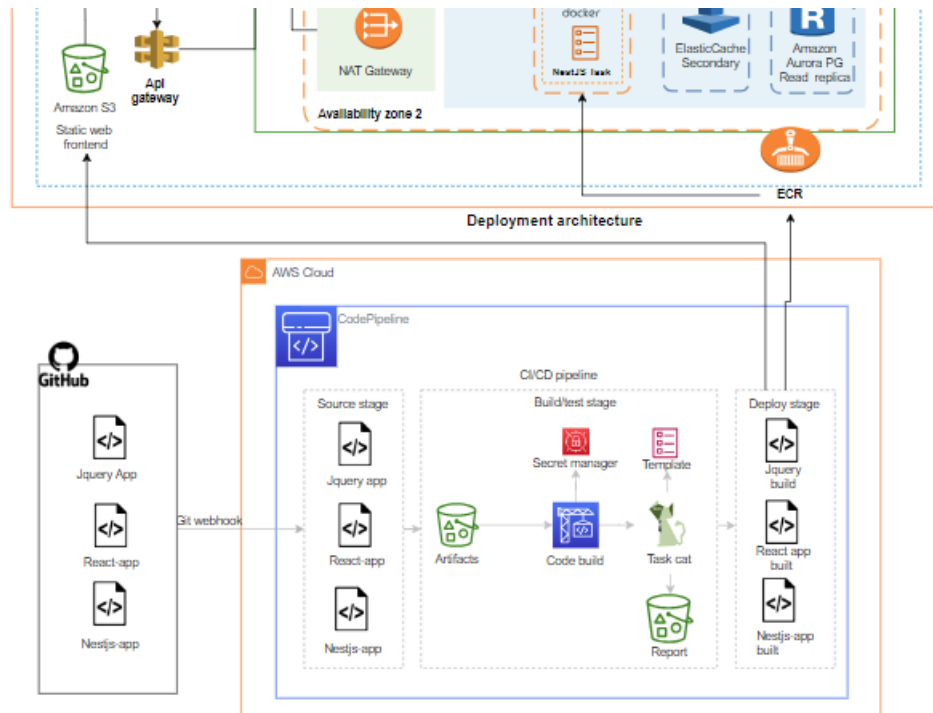 docker
NestJS task
NAT Gateway
ElasticCache
Secondary
R
Amazon
Aurora PG
Read replica
Api
gateway
Amazon S3
Static web
frontend
Availability zone 2
ECR
Deployment architecture
AWS Cloud
CodePipeline
GitHub
CI/CD pipeline
Source stage
Build/test stage
Deploy stage
Jquery App
Jquery app
Secret manager
Template
Jquery
build
Git webhook
React-app
React-app
Artifacts
Code build
Task cat
React app
built
Nestjs-app
Nestjs-app
Report
Nestjs-app
built